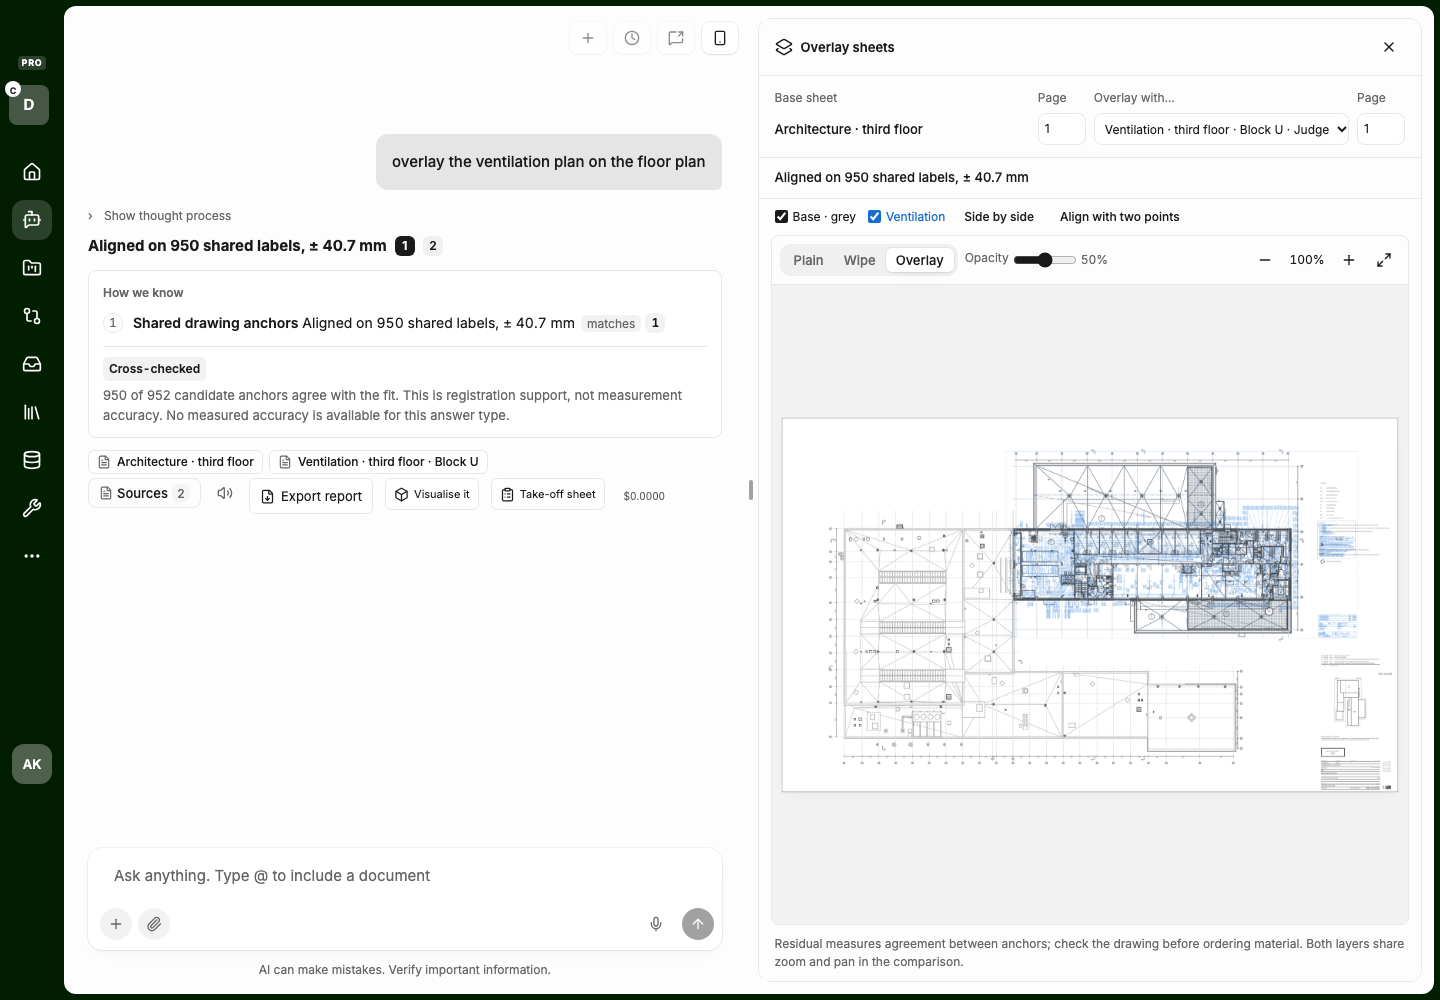 PRO
C
D
AK
overlay the ventilation plan on the floor plan
Show thought process
Aligned on 950 shared labels, ± 40.7 mm 1 2
How we know
1 Shared drawing anchors Aligned on 950 shared labels, ± 40.7 mm matches 1
Cross-checked
950 of 952 candidate anchors agree with the fit. This is registration support, not measurement
accuracy. No measured accuracy is available for this answer type.
Architecture · third floor
Ventilation · third floor · Block U
Sources 2
Export report
Visualise it
Take-off sheet
$0.0000
Ask anything. Type @ to include a document
AI can make mistakes. Verify important information.
Overlay sheets
Base sheet Page Overlay with... Page
Architecture · third floor 1 Ventilation · third floor · Block U · Judge 1
Aligned on 950 shared labels, ± 40.7 mm
Base · grey Ventilation Side by side Align with two points
Plain Wipe Overlay Opacity 50% 100%
Residual measures agreement between anchors; check the drawing before ordering material. Both layers share
zoom and pan in the comparison.